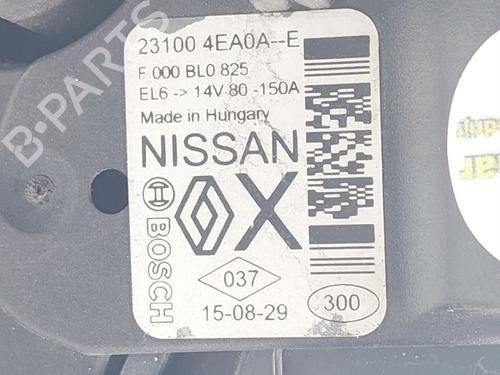 23100 4EA0A--E
F 000 BL0 825
EL6 -> 14V 80 -150A
Made in Hungary
NISSAN
BOSCH
X
037
15-08-29
300
B-PARTS